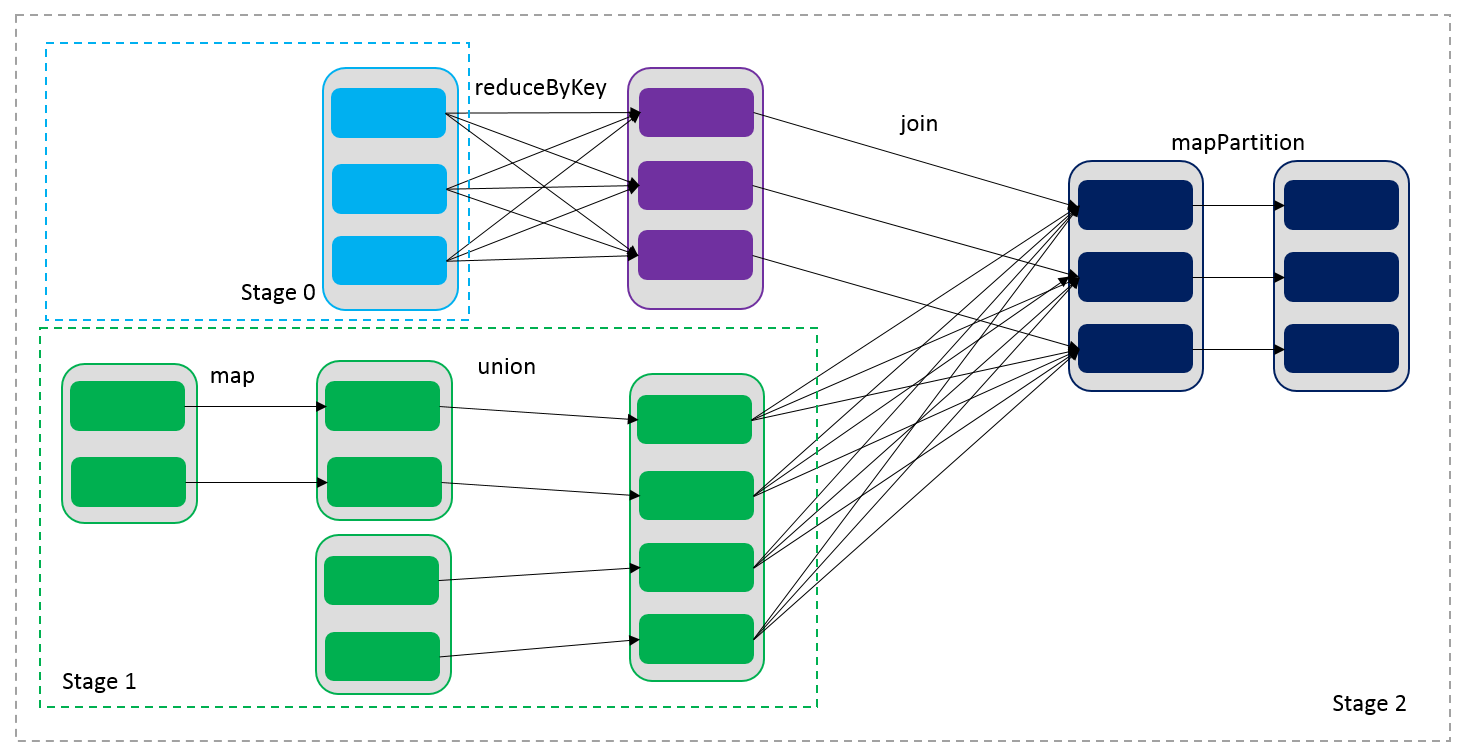 reduceByKey
join
mapPartition
Stage 0
map
union
Stage 1
Stage 2